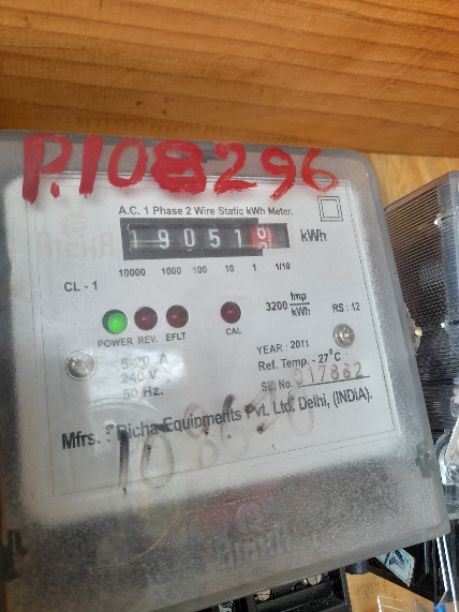 P.108296
A.C. 1 Phase 2 Wire Static kWh Meter.
19051 kWh
10000 1000 100 10 1 1/10
CL - 1
3200 Imp/kWh RS : 12
POWER REV. EFLT CAL
5-20 A
240 V
50 Hz.
YEAR : 2011
Ref. Temp. - 27°C
SL. No. 017862
Mfrs. : Richa Equipments Pvt. Ltd. Delhi, (INDIA).